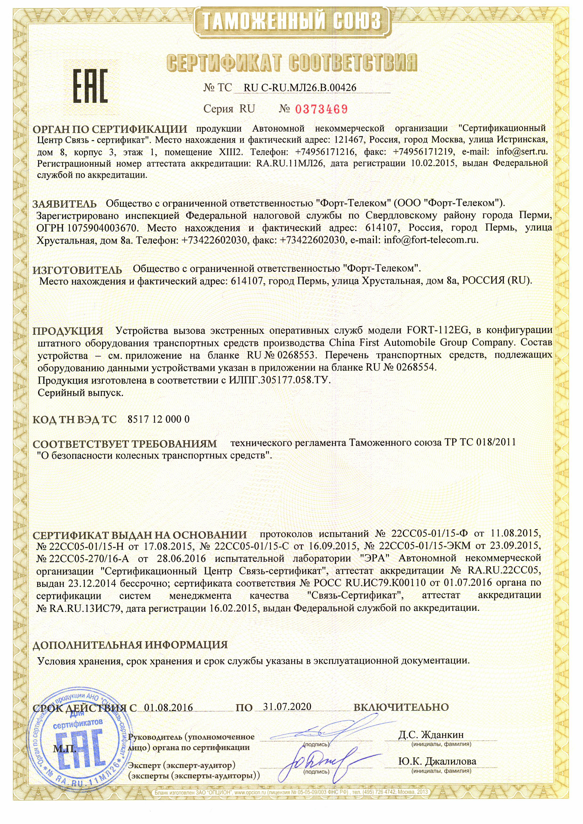 ТАМОЖЕННЫЙ СОЮЗ
СЕРТИФИКАТ СООТВЕТСТВИЯ
ЕАС
№ ТС RU C-RU.МЛ26.В.00426
Серия RU № 0373469
ОРГАН ПО СЕРТИФИКАЦИИ продукции Автономной некоммерческой организации "Сертификационный
Центр Связь - сертификат". Место нахождения и фактический адрес: 121467, Россия, город Москва, улица Истринская,
дом 8, корпус 3, этаж 1, помещение XIII2. Телефон: +74956171216, факс: +74956171219, e-mail: info@sert.ru.
Регистрационный номер аттестата аккредитации: RA.RU.11МЛ26, дата регистрации 10.02.2015, выдан Федеральной
службой по аккредитации.
ЗАЯВИТЕЛЬ Общество с ограниченной ответственностью "Форт-Телеком" (ООО "Форт-Телеком").
Зарегистрировано инспекцией Федеральной налоговой службы по Свердловскому району города Перми,
ОГРН 1075904003670. Место нахождения и фактический адрес: 614107, Россия, город Пермь, улица
Хрустальная, дом 8а. Телефон: +73422602030, факс: +73422602030, e-mail: info@fort-telecom.ru.
ИЗГОТОВИТЕЛЬ Общество с ограниченной ответственностью "Форт-Телеком".
Место нахождения и фактический адрес: 614107, город Пермь, улица Хрустальная, дом 8а, РОССИЯ (RU).
ПРОДУКЦИЯ Устройства вызова экстренных оперативных служб модели FORT-112EG, в конфигурации
штатного оборудования транспортных средств производства China First Automobile Group Company. Состав
устройства – см. приложение на бланке RU № 0268553. Перечень транспортных средств, подлежащих
оборудованию данными устройствами указан в приложении на бланке RU № 0268554.
Продукция изготовлена в соответствии с ИЛПГ.305177.058.ТУ.
Серийный выпуск.
КОД ТН ВЭД ТС 8517 12 000 0
СООТВЕТСТВУЕТ ТРЕБОВАНИЯМ технического регламента Таможенного союза ТР ТС 018/2011
"О безопасности колесных транспортных средств".
СЕРТИФИКАТ ВЫДАН НА ОСНОВАНИИ протоколов испытаний № 22СС05-01/15-Ф от 11.08.2015,
№ 22СС05-01/15-Н от 17.08.2015, № 22СС05-01/15-С от 16.09.2015, № 22СС05-01/15-ЭКМ от 23.09.2015,
№ 22СС05-270/16-А от 28.06.2016 испытательной лаборатории "ЭРА" Автономной некоммерческой
организации "Сертификационный Центр Связь-сертификат", аттестат аккредитации № RA.RU.22СС05,
выдан 23.12.2014 бессрочно; сертификата соответствия № РОСС RU.ИС79.К00110 от 01.07.2016 органа по
сертификации систем менеджмента качества "Связь-Сертификат", аттестат аккредитации
№ RA.RU.13ИС79, дата регистрации 16.02.2015, выдан Федеральной службой по аккредитации.
ДОПОЛНИТЕЛЬНАЯ ИНФОРМАЦИЯ
Условия хранения, срок хранения и срок службы указаны в эксплуатационной документации.
СРОК ДЕЙСТВИЯ С 01.08.2016 ПО 31.07.2020 ВКЛЮЧИТЕЛЬНО
Для
сертификатов
ЕАС
RA.RU.11МЛ26
М.П.
Руководитель (уполномоченное
лицо) органа по сертификации
(подпись)
Д.С. Жданкин
(инициалы, фамилия)
Эксперт (эксперт-аудитор)
(эксперты (эксперты-аудиторы))
(подпись)
Ю.К. Джалилова
(инициалы, фамилия)